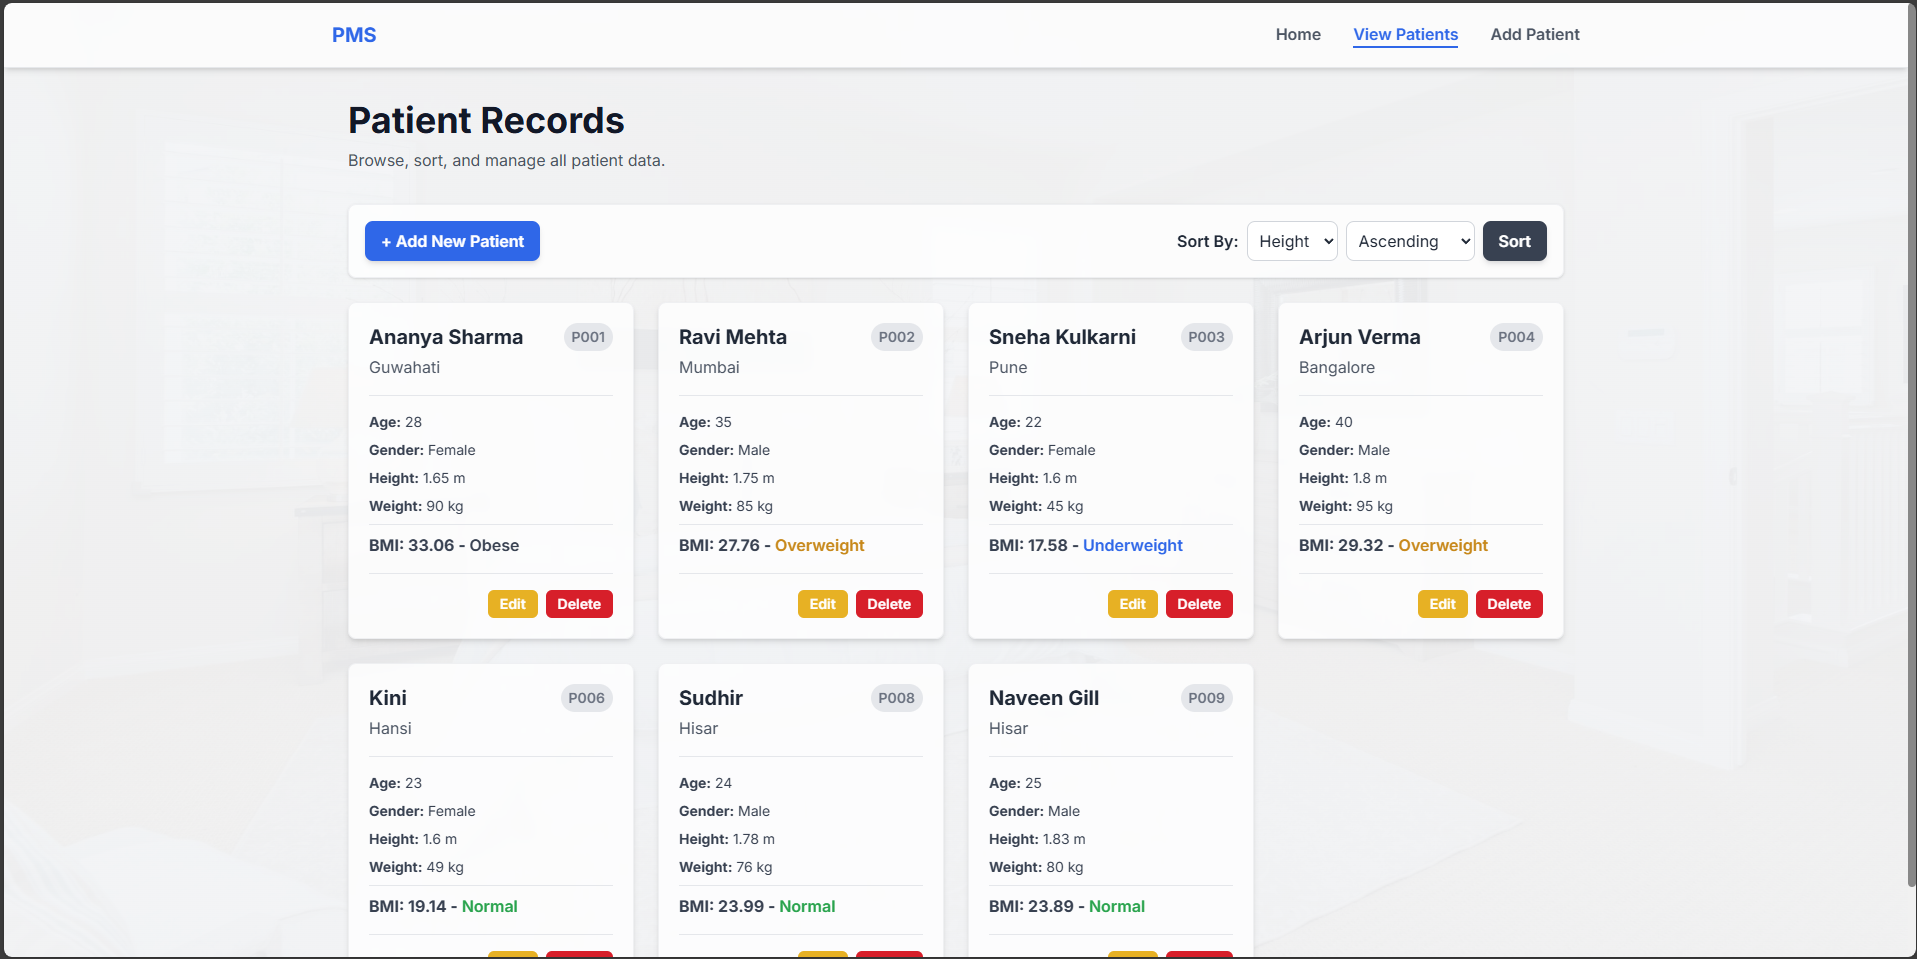 PMS
Home
View Patients
Add Patient
Patient Records
Browse, sort, and manage all patient data.
+ Add New Patient
Sort By:
Height
Ascending
Sort
Ananya Sharma
P001
Guwahati
Age: 28
Gender: Female
Height: 1.65 m
Weight: 90 kg
BMI: 33.06 - Obese
Edit
Delete
Ravi Mehta
P002
Mumbai
Age: 35
Gender: Male
Height: 1.75 m
Weight: 85 kg
BMI: 27.76 - Overweight
Edit
Delete
Sneha Kulkarni
P003
Pune
Age: 22
Gender: Female
Height: 1.6 m
Weight: 45 kg
BMI: 17.58 - Underweight
Edit
Delete
Arjun Verma
P004
Bangalore
Age: 40
Gender: Male
Height: 1.8 m
Weight: 95 kg
BMI: 29.32 - Overweight
Edit
Delete
Kini
P006
Hansi
Age: 23
Gender: Female
Height: 1.6 m
Weight: 49 kg
BMI: 19.14 - Normal
Sudhir
P008
Hisar
Age: 24
Gender: Male
Height: 1.78 m
Weight: 76 kg
BMI: 23.99 - Normal
Naveen Gill
P009
Hisar
Age: 25
Gender: Male
Height: 1.83 m
Weight: 80 kg
BMI: 23.89 - Normal